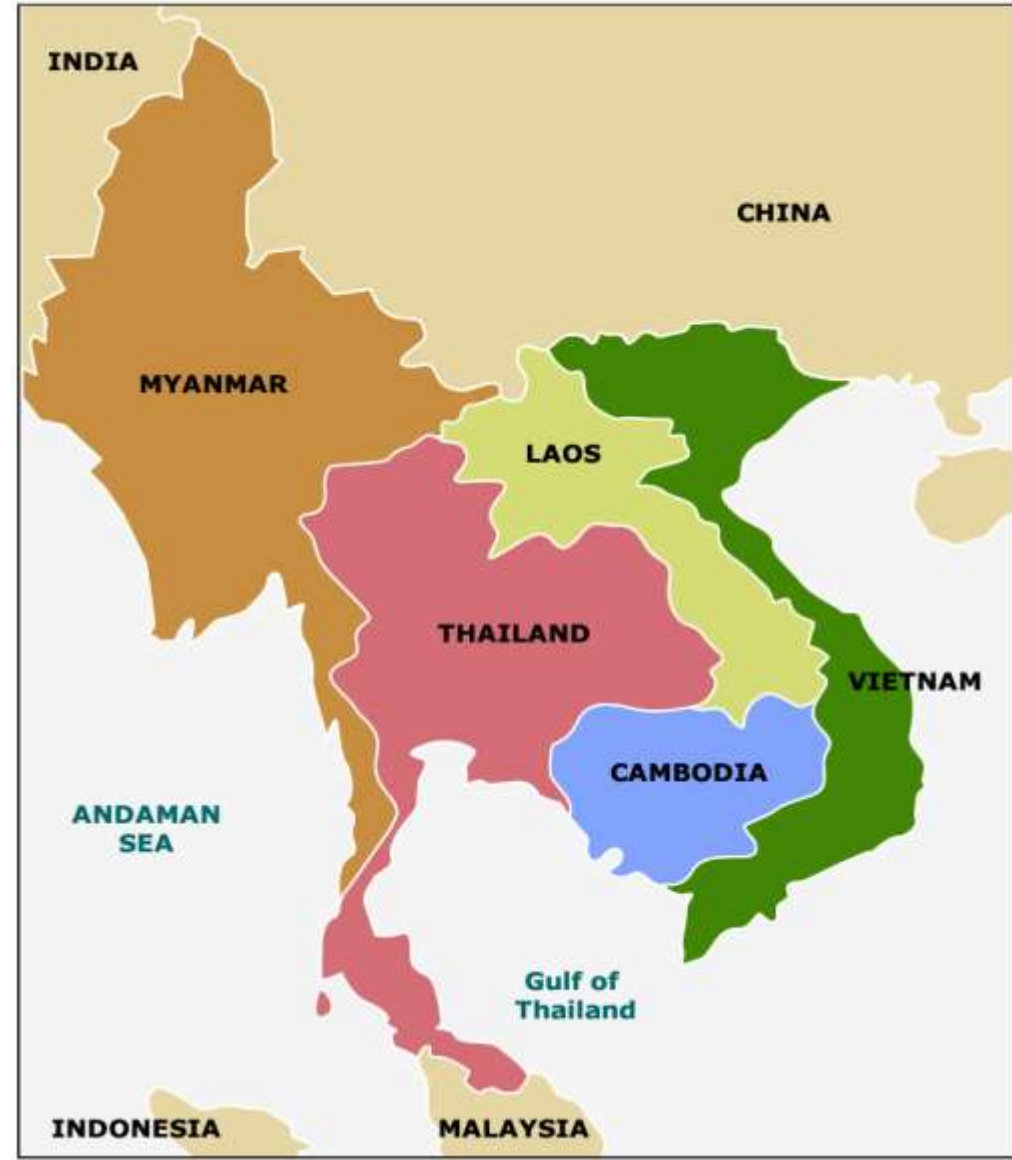 INDIA
CHINA
MYANMAR
LAOS
THAILAND
VIETNAM
CAMBODIA
ANDAMAN
SEA
Gulf of
Thailand
INDONESIA
MALAYSIA